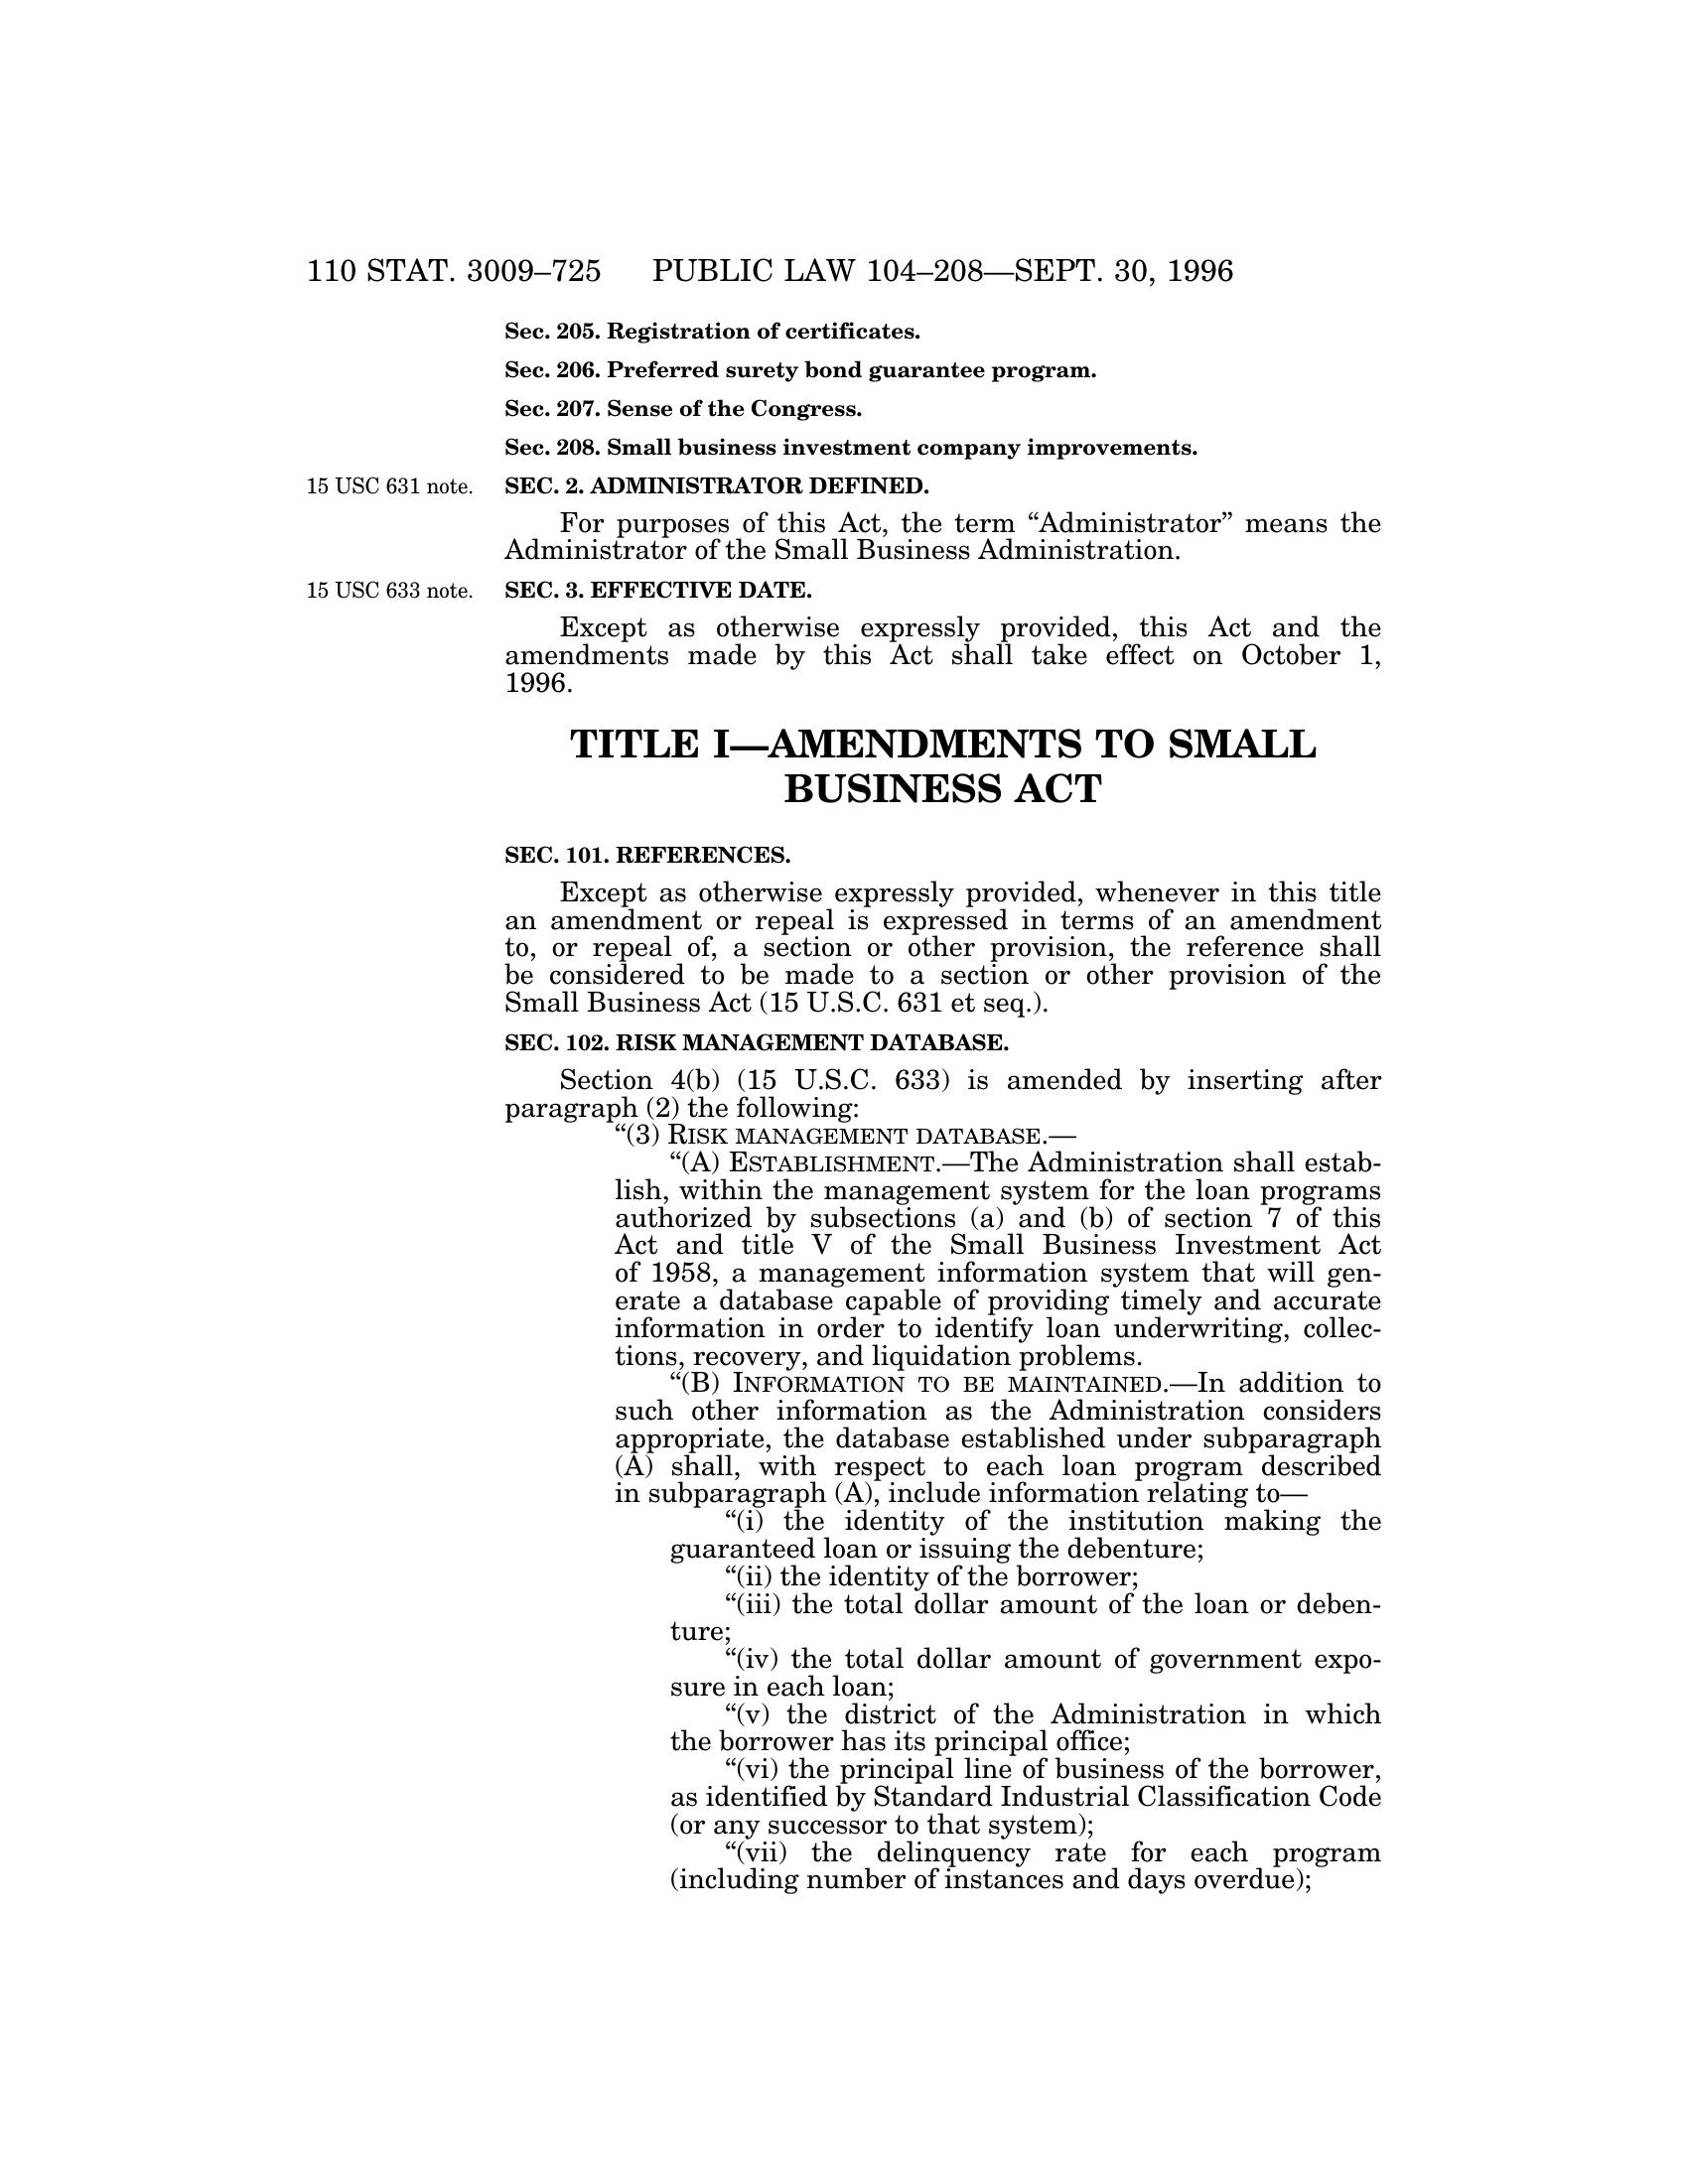 110 STAT. 3009–725 PUBLIC LAW 104–208—SEPT. 30, 1996
Sec. 205. Registration of certificates.
Sec. 206. Preferred surety bond guarantee program.
Sec. 207. Sense of the Congress.
Sec. 208. Small business investment company improvements.
15 USC 631 note. SEC. 2. ADMINISTRATOR DEFINED.
For purposes of this Act, the term “Administrator” means the
Administrator of the Small Business Administration.
15 USC 633 note. SEC. 3. EFFECTIVE DATE.
Except as otherwise expressly provided, this Act and the
amendments made by this Act shall take effect on October 1,
1996.
TITLE I—AMENDMENTS TO SMALL
BUSINESS ACT
SEC. 101. REFERENCES.
Except as otherwise expressly provided, whenever in this title
an amendment or repeal is expressed in terms of an amendment
to, or repeal of, a section or other provision, the reference shall
be considered to be made to a section or other provision of the
Small Business Act (15 U.S.C. 631 et seq.).
SEC. 102. RISK MANAGEMENT DATABASE.
Section 4(b) (15 U.S.C. 633) is amended by inserting after
paragraph (2) the following:
“(3) RISK MANAGEMENT DATABASE.—
“(A) ESTABLISHMENT.—The Administration shall estab-
lish, within the management system for the loan programs
authorized by subsections (a) and (b) of section 7 of this
Act and title V of the Small Business Investment Act
of 1958, a management information system that will gen-
erate a database capable of providing timely and accurate
information in order to identify loan underwriting, collec-
tions, recovery, and liquidation problems.
“(B) INFORMATION TO BE MAINTAINED.—In addition to
such other information as the Administration considers
appropriate, the database established under subparagraph
(A) shall, with respect to each loan program described
in subparagraph (A), include information relating to—
“(i) the identity of the institution making the
guaranteed loan or issuing the debenture;
“(ii) the identity of the borrower;
“(iii) the total dollar amount of the loan or deben-
ture;
“(iv) the total dollar amount of government expo-
sure in each loan;
“(v) the district of the Administration in which
the borrower has its principal office;
“(vi) the principal line of business of the borrower,
as identified by Standard Industrial Classification Code
(or any successor to that system);
“(vii) the delinquency rate for each program
(including number of instances and days overdue);